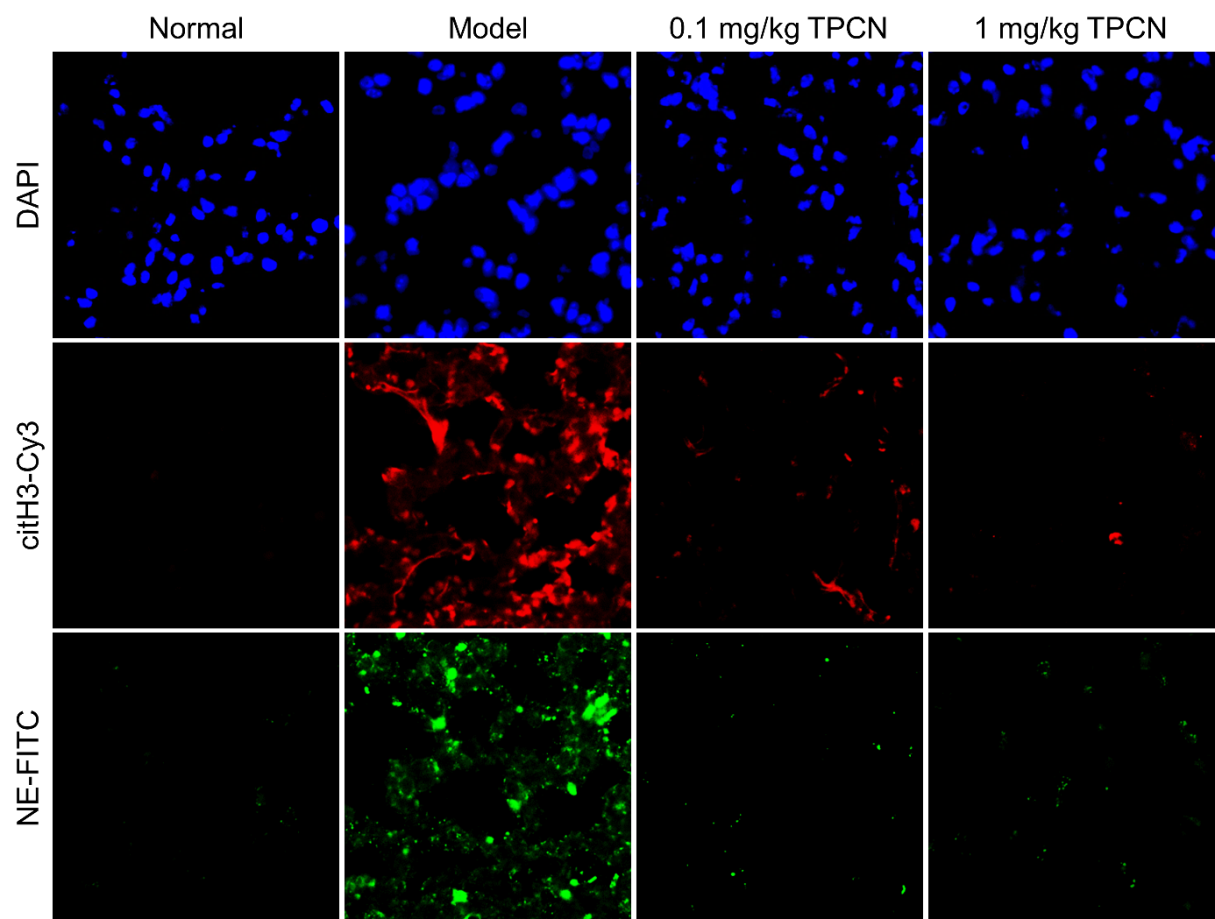 Normal Model 0.1 mg/kg TPCN 1 mg/kg TPCN
DAPI
citH3-Cy3
NE-FITC